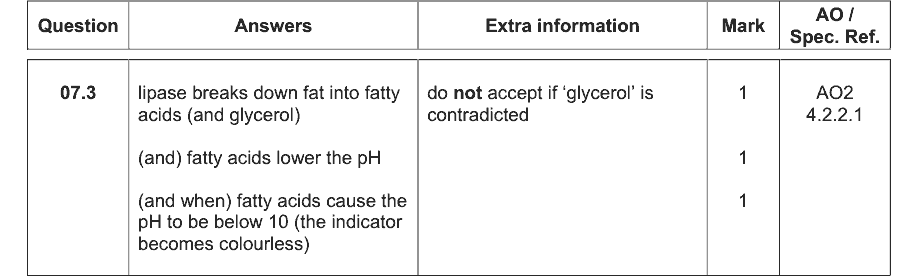 Question Answers Extra information Mark AO /
Spec. Ref.
07.3 lipase breaks down fat into fatty do not accept if ‘glycerol’ is 1 AO2
acids (and glycerol) contradicted 4.2.2.1
(and) fatty acids lower the pH 1
(and when) fatty acids cause the 1
pH to be below 10 (the indicator
becomes colourless)